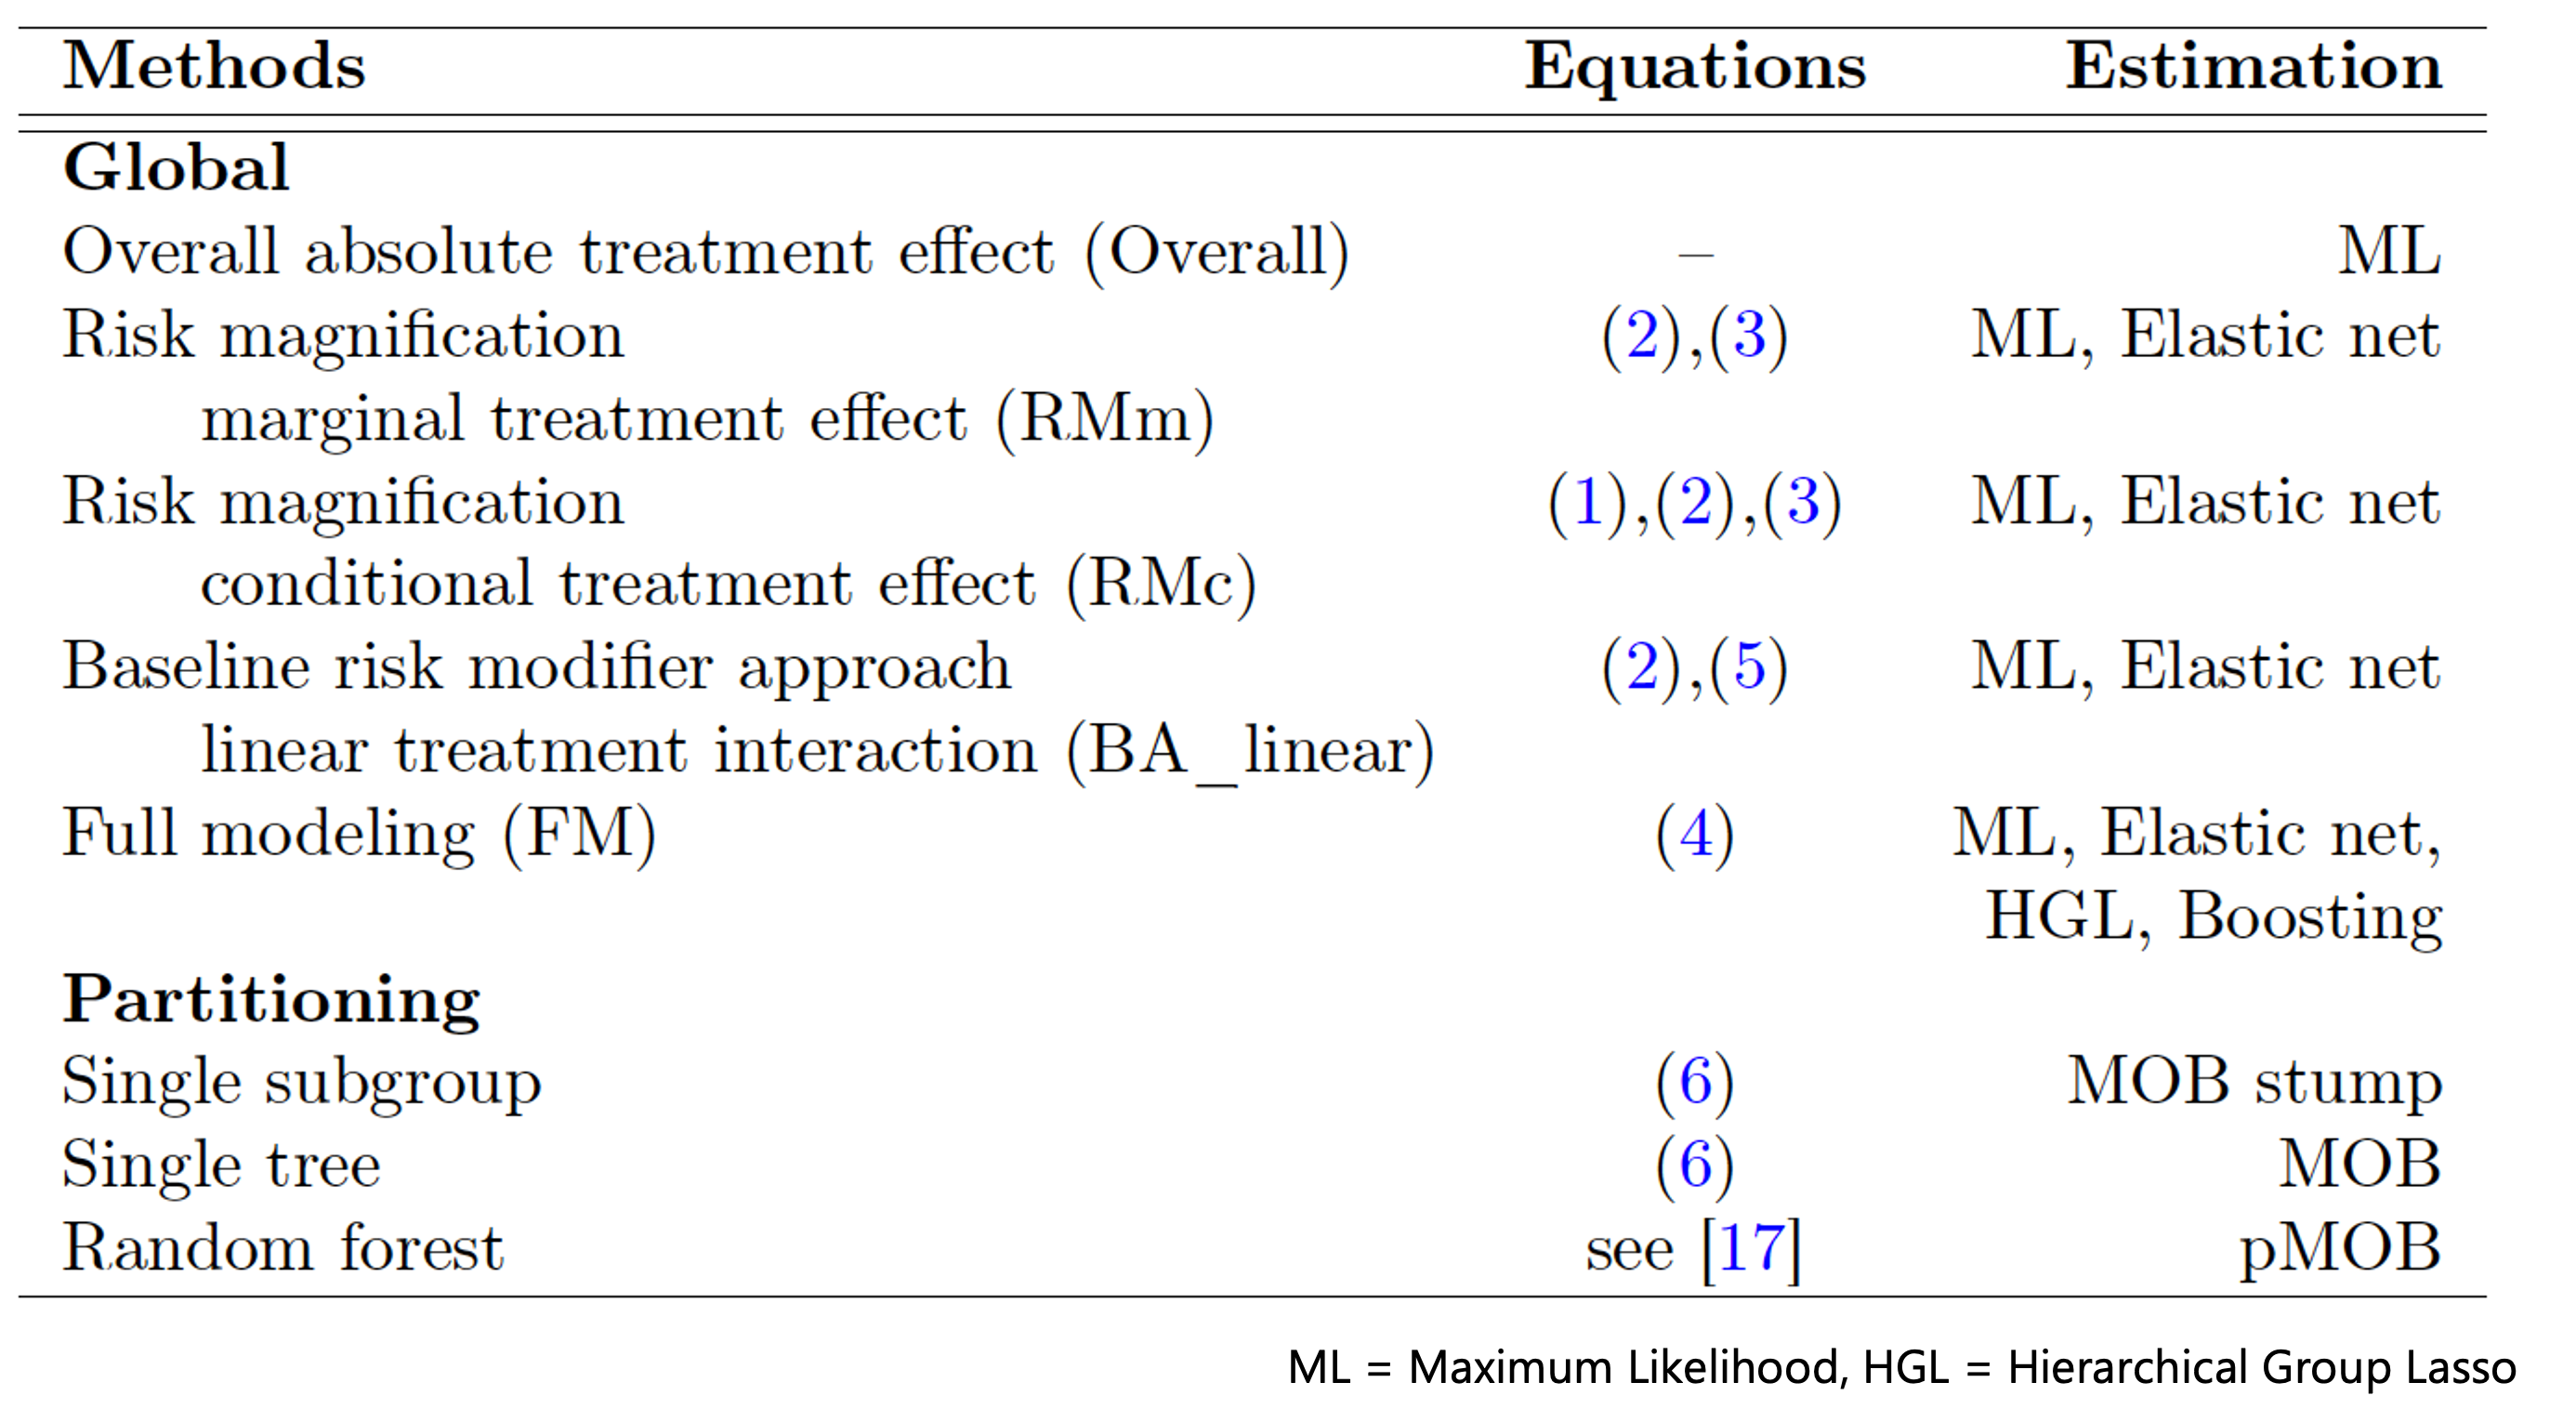 Methods Equations Estimation
Global
Overall absolute treatment effect (Overall) – ML
Risk magnification (2),(3) ML, Elastic net
marginal treatment effect (RMm)
Risk magnification (1),(2),(3) ML, Elastic net
conditional treatment effect (RMc)
Baseline risk modifier approach (2),(5) ML, Elastic net
linear treatment interaction (BA_linear)
Full modeling (FM) (4) ML, Elastic net,
HGL, Boosting
Partitioning
Single subgroup (6) MOB stump
Single tree (6) MOB
Random forest see [17] pMOB
ML = Maximum Likelihood, HGL = Hierarchical Group Lasso